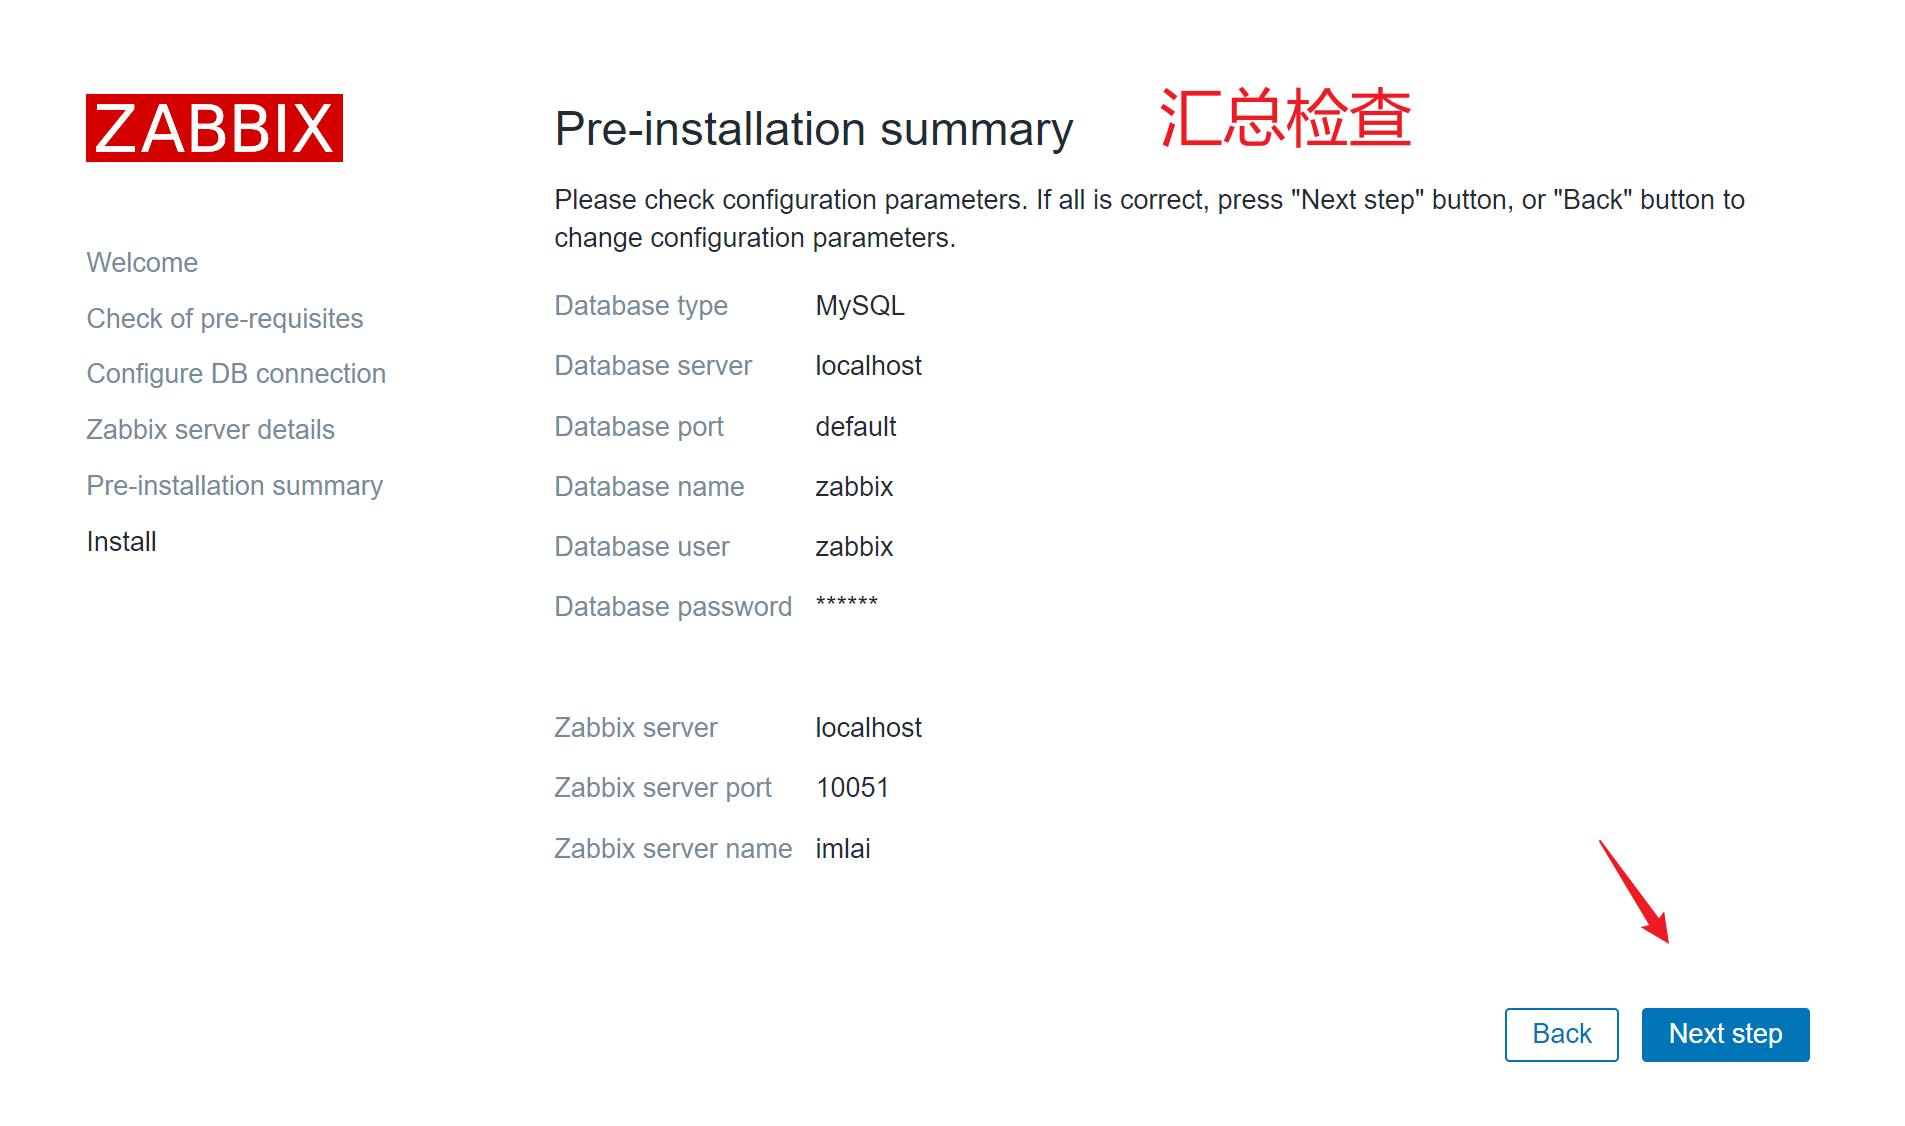 ZABBIX
Welcome
Check of pre-requisites
Configure DB connection
Zabbix server details
Pre-installation summary
Install
Pre-installation summary
汇总检查
Please check configuration parameters. If all is correct, press "Next step" button, or "Back" button to
change configuration parameters.
Database type MySQL
Database server localhost
Database port default
Database name zabbix
Database user zabbix
Database password ******
Zabbix server localhost
Zabbix server port 10051
Zabbix server name imlai
Back
Next step